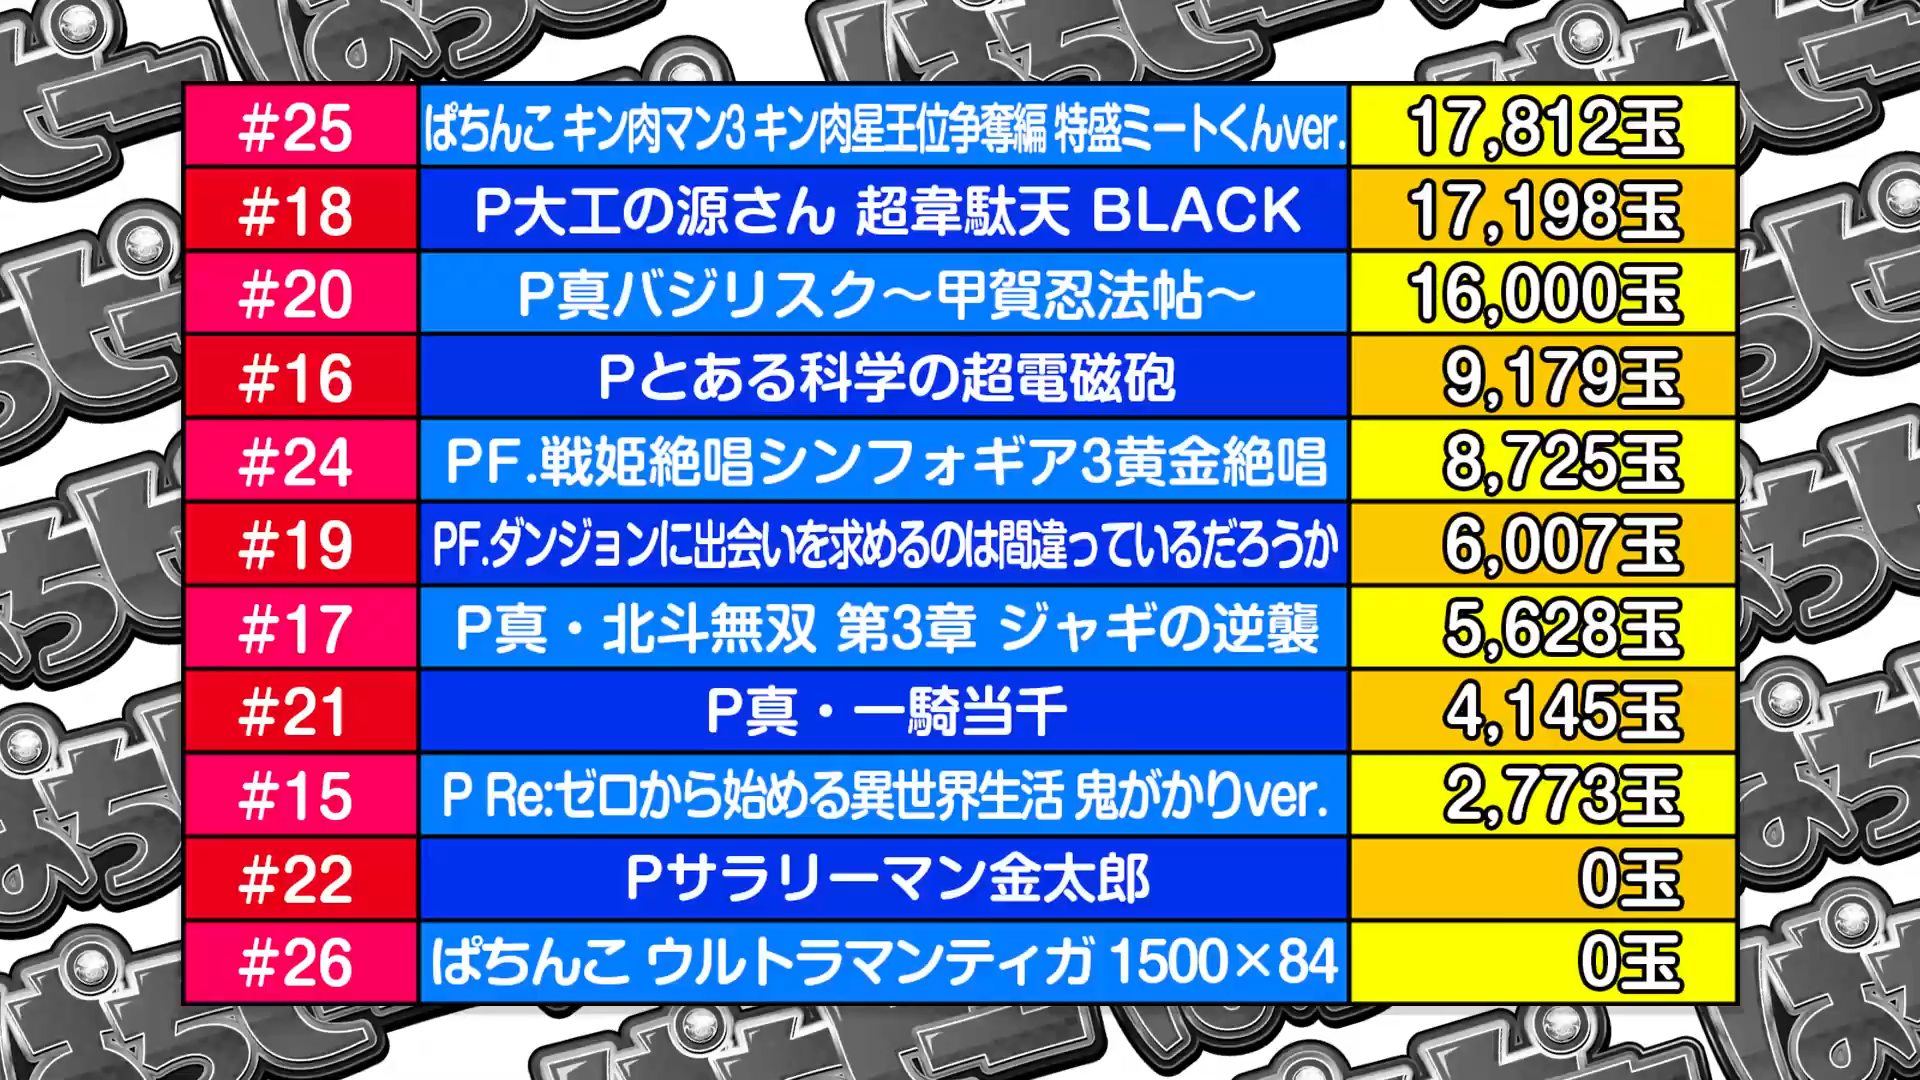 #25 ぱちんこ キン肉マン3 キン肉星王位争奪編 特盛ミートくんver. 17,812玉
#18 P大工の源さん 超韋駄天 BLACK 17,198玉
#20 P真バジリスク～甲賀忍法帖～ 16,000玉
#16 Pとある科学の超電磁砲 9,179玉
#24 PF.戦姫絶唱シンフォギア3黄金絶唱 8,725玉
#19 PF.ダンジョンに出会いを求めるのは間違っているだろうか 6,007玉
#17 P真・北斗無双 第3章 ジャギの逆襲 5,628玉
#21 P真・一騎当千 4,145玉
#15 P Re:ゼロから始める異世界生活 鬼がかりver. 2,773玉
#22 Pサラリーマン金太郎 0玉
#26 ぱちんこ ウルトラマンティガ 1500×84 0玉